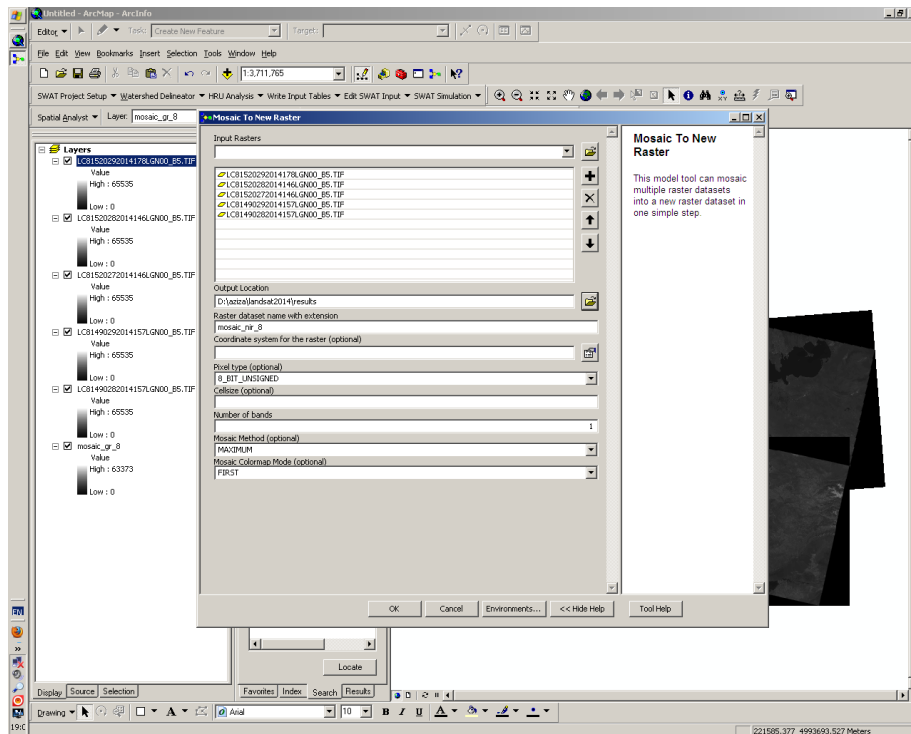 Untitled - ArcMap - ArcInfo
Editor Task: Create New Feature Target:
File Edit View Bookmarks Insert Selection Tools Window Help
1:3,711,765
SWAT Project Setup Watershed Delineator HRU Analysis Write Input Tables Edit SWAT Input SWAT Simulation
Spatial Analyst Layer: mosaic_gr_8
Layers
LC81520292014178LGN00_B5.TIF
Value
High : 65535
Low : 0
LC81520282014146LGN00_B5.TIF
Value
High : 65535
Low : 0
LC81520272014146LGN00_B5.TIF
Value
High : 65535
Low : 0
LC81490292014157LGN00_B5.TIF
Value
High : 65535
Low : 0
LC81490282014157LGN00_B5.TIF
Value
High : 65535
Low : 0
mosaic_gr_8
Value
High : 63373
Low : 0
Mosaic To New Raster
Input Rasters
LC81520292014178LGN00_B5.TIF
LC81520282014146LGN00_B5.TIF
LC81520272014146LGN00_B5.TIF
LC81490292014157LGN00_B5.TIF
LC81490282014157LGN00_B5.TIF
Output Location
D:\aziza\landsat2014\results
Raster dataset name with extension
mosaic_nir_8
Coordinate system for the raster (optional)
Pixel type (optional)
8_BIT_UNSIGNED
Cellsize (optional)
Number of bands
1
Mosaic Method (optional)
MAXIMUM
Mosaic Colormap Mode (optional)
FIRST
OK Cancel Environments... << Hide Help Tool Help
Mosaic To New
Raster
This model tool can mosaic
multiple raster datasets
into a new raster dataset in
one simple step.
Locate
Display Source Selection
Favorites Index Search Results
Drawing Arial 10 B I U A
221585.377 4993693.527 Meters
EN